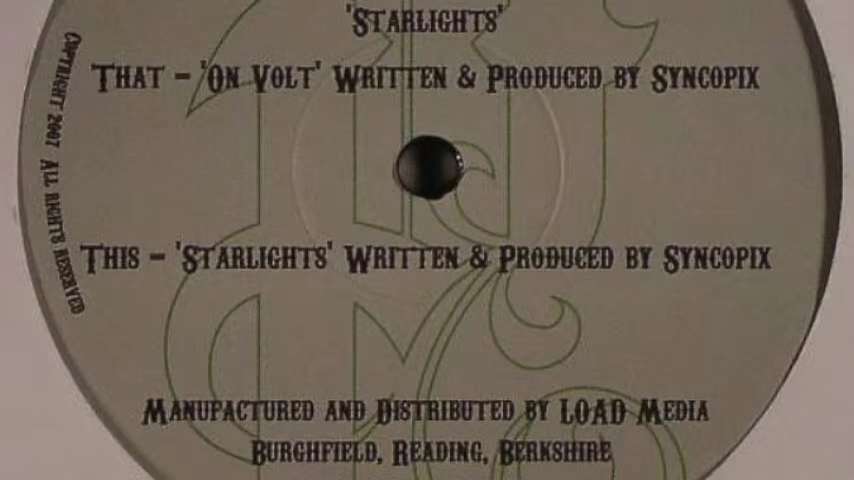 'Starlights'
That – 'On Volt' Written & Produced by Syncopix
This – 'Starlights' Written & Produced by Syncopix
Manufactured and Distributed by LOAD Media
Burghfield, Reading, Berkshire
Copyright 2007 All rights reserved